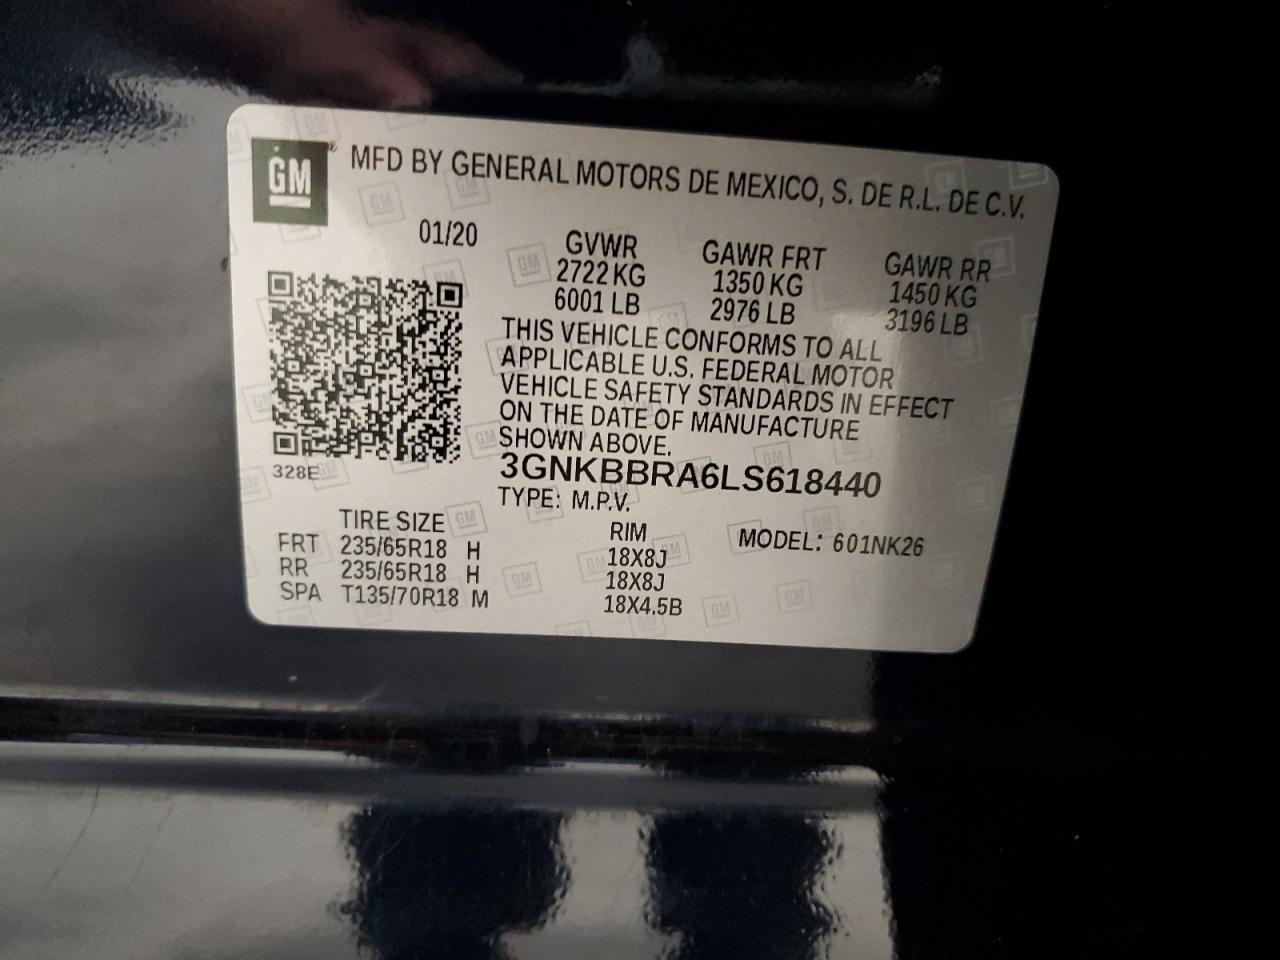 GM
MFD BY GENERAL MOTORS DE MEXICO, S. DE R.L. DE C.V.
01/20
GVWR GAWR FRT GAWR RR
2722 KG 1350 KG 1450 KG
6001 LB 2976 LB 3196 LB
THIS VEHICLE CONFORMS TO ALL
APPLICABLE U.S. FEDERAL MOTOR
VEHICLE SAFETY STANDARDS IN EFFECT
ON THE DATE OF MANUFACTURE
SHOWN ABOVE.
328E
3GNKBBRA6LS618440
TYPE: M.P.V.
TIRE SIZE RIM MODEL: 601NK26
FRT 235/65R18 H 18X8J
RR 235/65R18 H 18X8J
SPA T135/70R18 M 18X4.5B